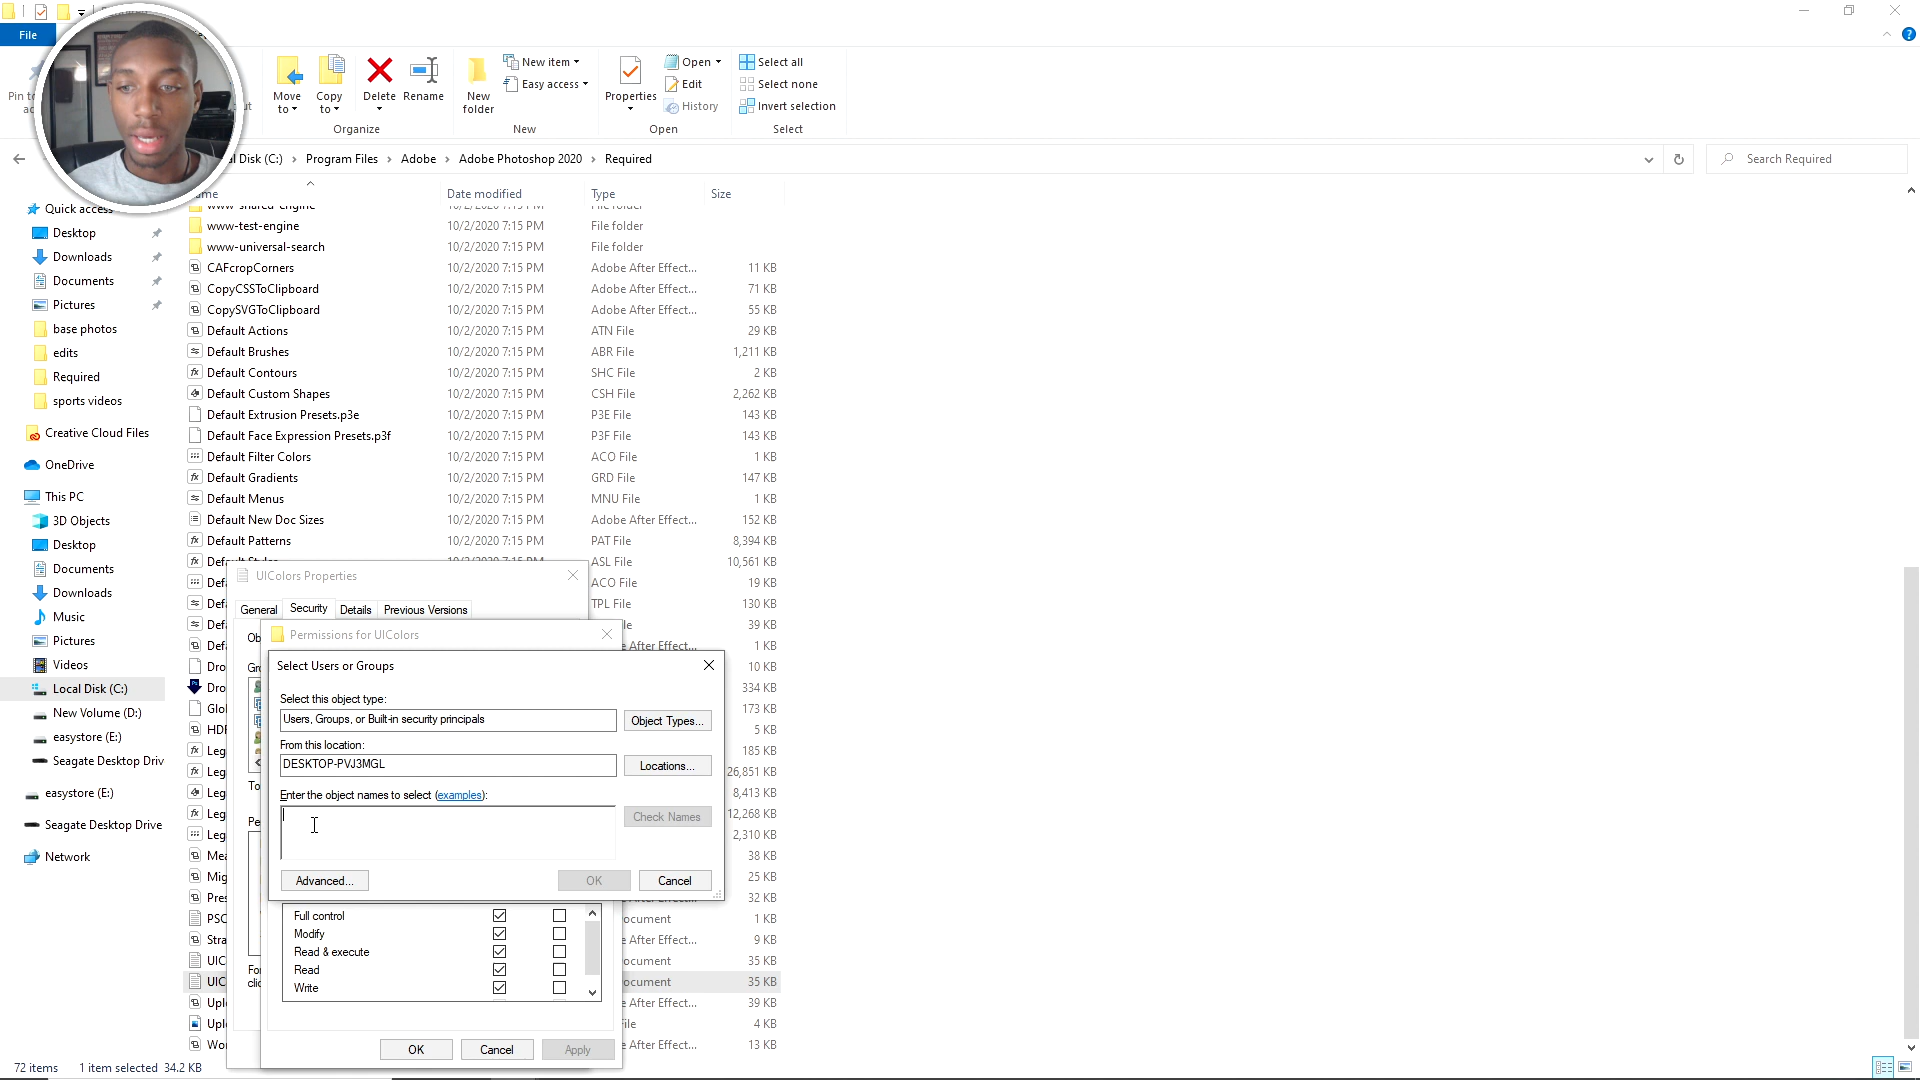 File
Move to
Copy to
Delete
Rename
New folder
New item
Easy access
Properties
Open
Edit
History
Select all
Select none
Invert selection
Organize
New
Open
Select
Disk (C:) > Program Files > Adobe > Adobe Photoshop 2020 > Required
Search Required
Date modified Type Size
Quick access
Desktop
Downloads
Documents
Pictures
base photos
edits
Required
sports videos
Creative Cloud Files
OneDrive
This PC
3D Objects
Desktop
Documents
Downloads
Music
Pictures
Videos
Local Disk (C:)
New Volume (D:)
easystore (E:)
Seagate Desktop Driv
easystore (E:)
Seagate Desktop Drive
Network
www-test-engine 10/2/2020 7:15 PM File folder
www-universal-search 10/2/2020 7:15 PM File folder
CAFcropCorners 10/2/2020 7:15 PM Adobe After Effect... 11 KB
CopyCSSToClipboard 10/2/2020 7:15 PM Adobe After Effect... 71 KB
CopySVGToClipboard 10/2/2020 7:15 PM Adobe After Effect... 55 KB
Default Actions 10/2/2020 7:15 PM ATN File 29 KB
Default Brushes 10/2/2020 7:15 PM ABR File 1,211 KB
Default Contours 10/2/2020 7:15 PM SHC File 2 KB
Default Custom Shapes 10/2/2020 7:15 PM CSH File 2,262 KB
Default Extrusion Presets.p3e 10/2/2020 7:15 PM P3E File 143 KB
Default Face Expression Presets.p3f 10/2/2020 7:15 PM P3F File 143 KB
Default Filter Colors 10/2/2020 7:15 PM ACO File 1 KB
Default Gradients 10/2/2020 7:15 PM GRD File 147 KB
Default Menus 10/2/2020 7:15 PM MNU File 1 KB
Default New Doc Sizes 10/2/2020 7:15 PM Adobe After Effect... 152 KB
Default Patterns 10/2/2020 7:15 PM PAT File 8,394 KB
ASL File 10,561 KB
ACO File 19 KB
TPL File 130 KB
39 KB
After Effect... 1 KB
10 KB
334 KB
173 KB
5 KB
185 KB
26,851 KB
8,413 KB
12,268 KB
2,310 KB
38 KB
25 KB
32 KB
1 KB
After Effect... 9 KB
35 KB
35 KB
After Effect... 39 KB
4 KB
After Effect... 13 KB
UIColors Properties
General Security Details Previous Versions
Permissions for UIColors
Select Users or Groups
Select this object type:
Users, Groups, or Built-in security principals
Object Types...
From this location:
DESKTOP-PVJ3MGL
Locations...
Enter the object names to select (examples):
Check Names
Advanced...
OK
Cancel
Full control
Modify
Read & execute
Read
Write
OK
Cancel
Apply
72 items 1 item selected 34.2 KB